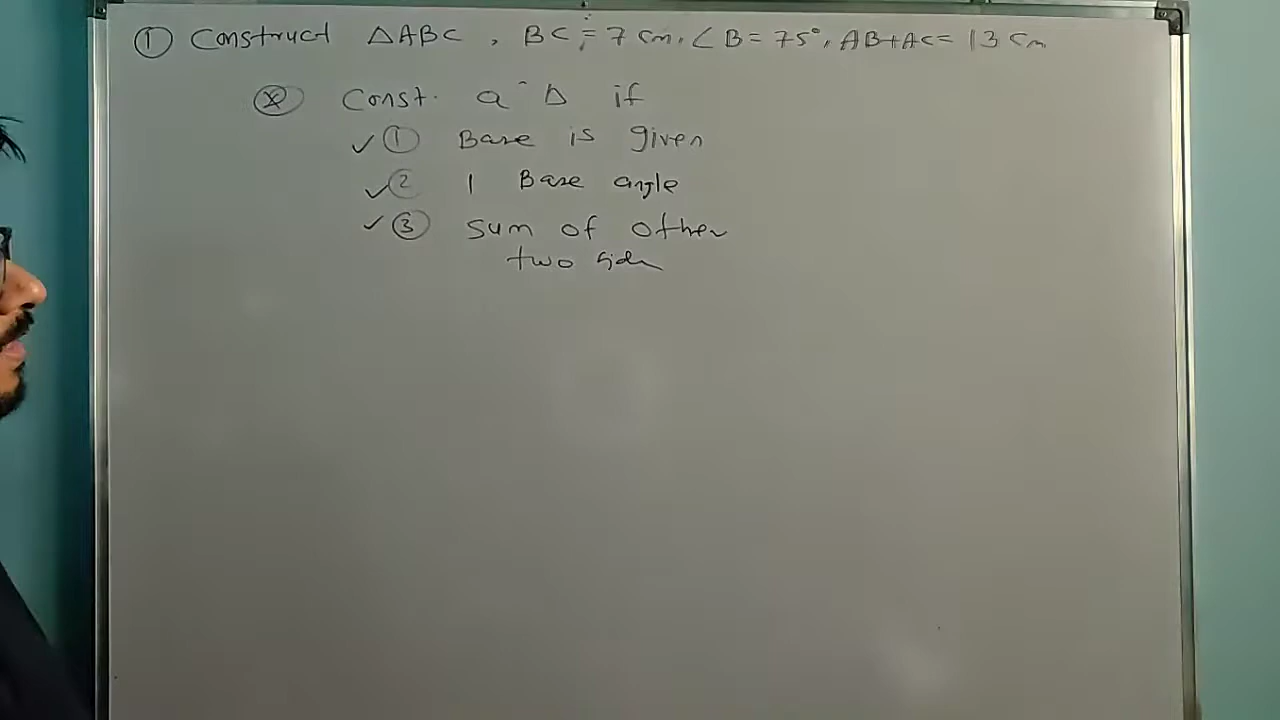 ① Construct △ABC, BC = 7 cm, ∠B = 75°, AB+AC = 13 cm
ⓧ Const. a △ if
✓ ① Base is given
✓ ② 1 Base angle
✓ ③ sum of other
two side